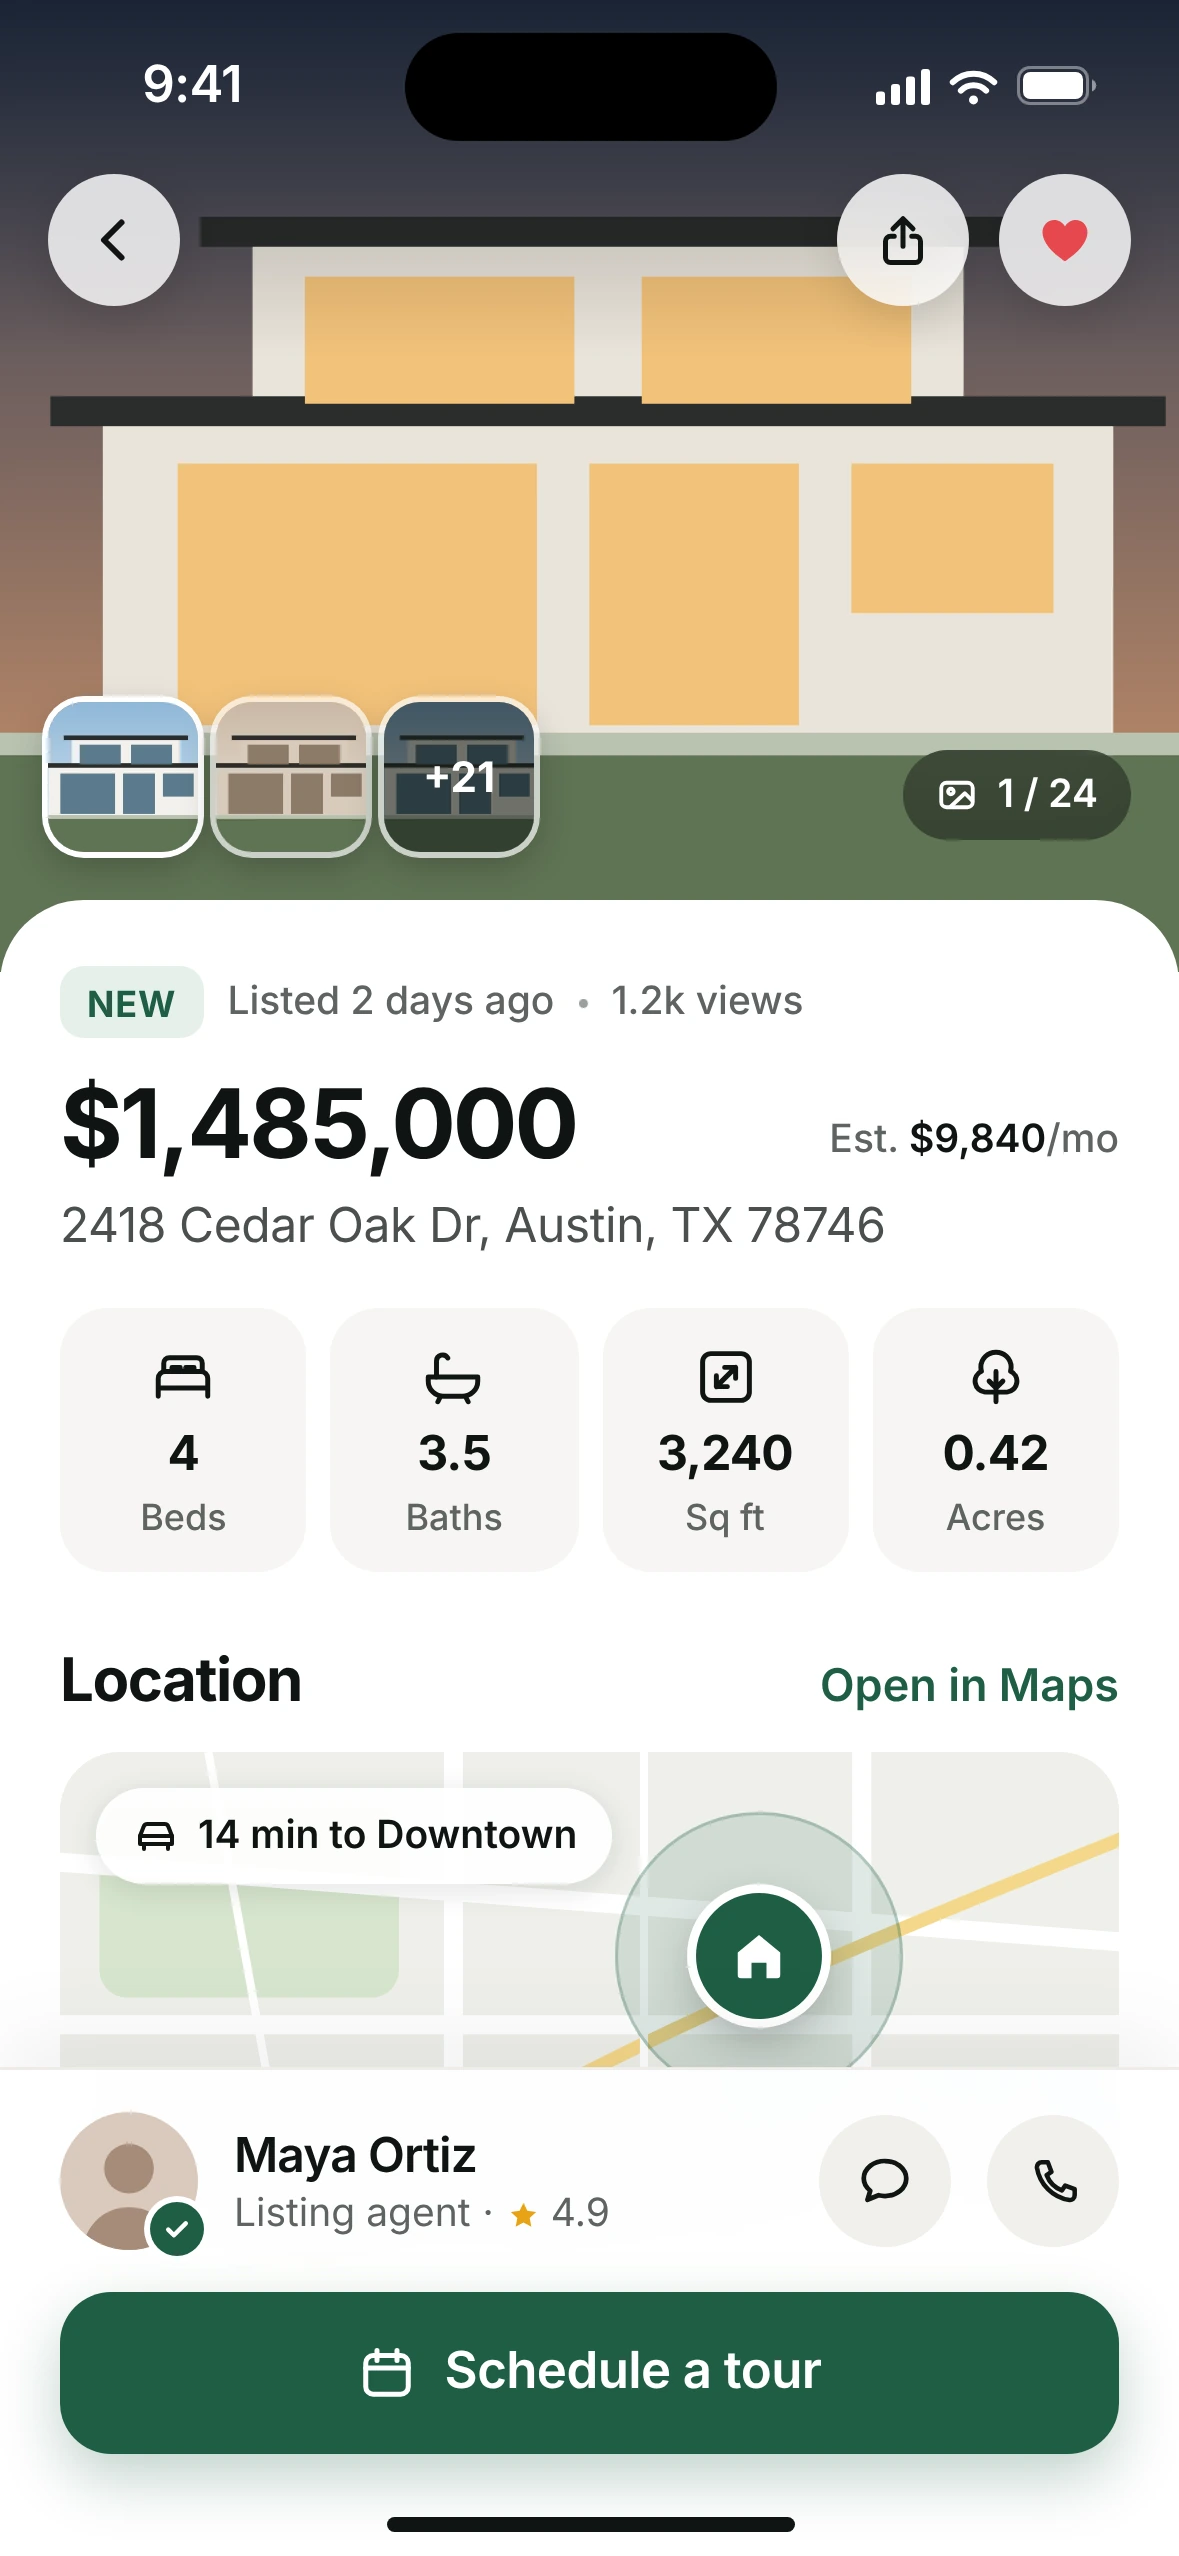 9:41
+21
1 / 24
NEW Listed 2 days ago • 1.2k views
$1,485,000
Est. $9,840/mo
2418 Cedar Oak Dr, Austin, TX 78746
4
Beds
3.5
Baths
3,240
Sq ft
0.42
Acres
Location
Open in Maps
14 min to Downtown
Maya Ortiz
Listing agent · ★ 4.9
Schedule a tour